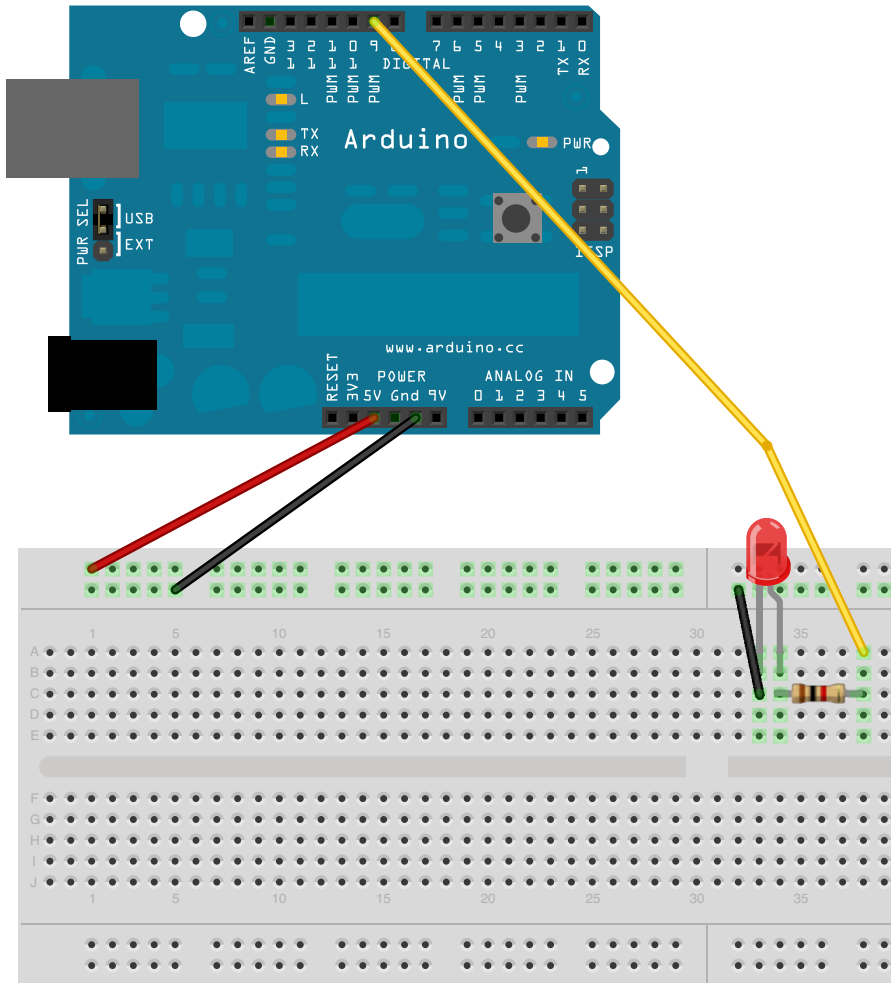 AREF GND 13 12 11 10 9 8 7 6 5 4 3 2 1 0
DIGITAL
PWM PWM PWM PWM PWM PWM TX RX
L
TX
RX
Arduino
PWR
1
ICSP
PWR SEL
USB
EXT
www.arduino.cc
RESET 3V3 5V Gnd 9V
POWER
ANALOG IN
0 1 2 3 4 5
1 5 10 15 20 25 30 35
A
B
C
D
E
F
G
H
I
J
1 5 10 15 20 25 30 35